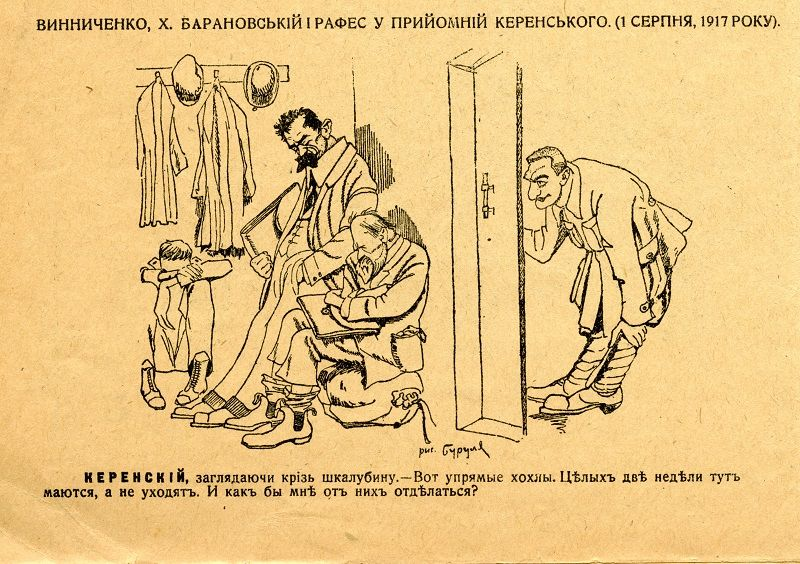 ВИННИЧЕНКО, Х. БАРАНОВСЬКІЙ І РАФЕС У ПРИЙОМНІЙ КЕРЕНСЬКОГО. (1 СЕРПНЯ, 1917 РОКУ).
рис. Буруля
КЕРЕНСКІЙ, заглядаючи крізь шкалубину.—Вот упрямые хохлы. Цѣлыхъ двѣ недѣли тутъ
маются, а не уходятъ. И какъ бы мнѣ отъ нихъ отдѣлаться?